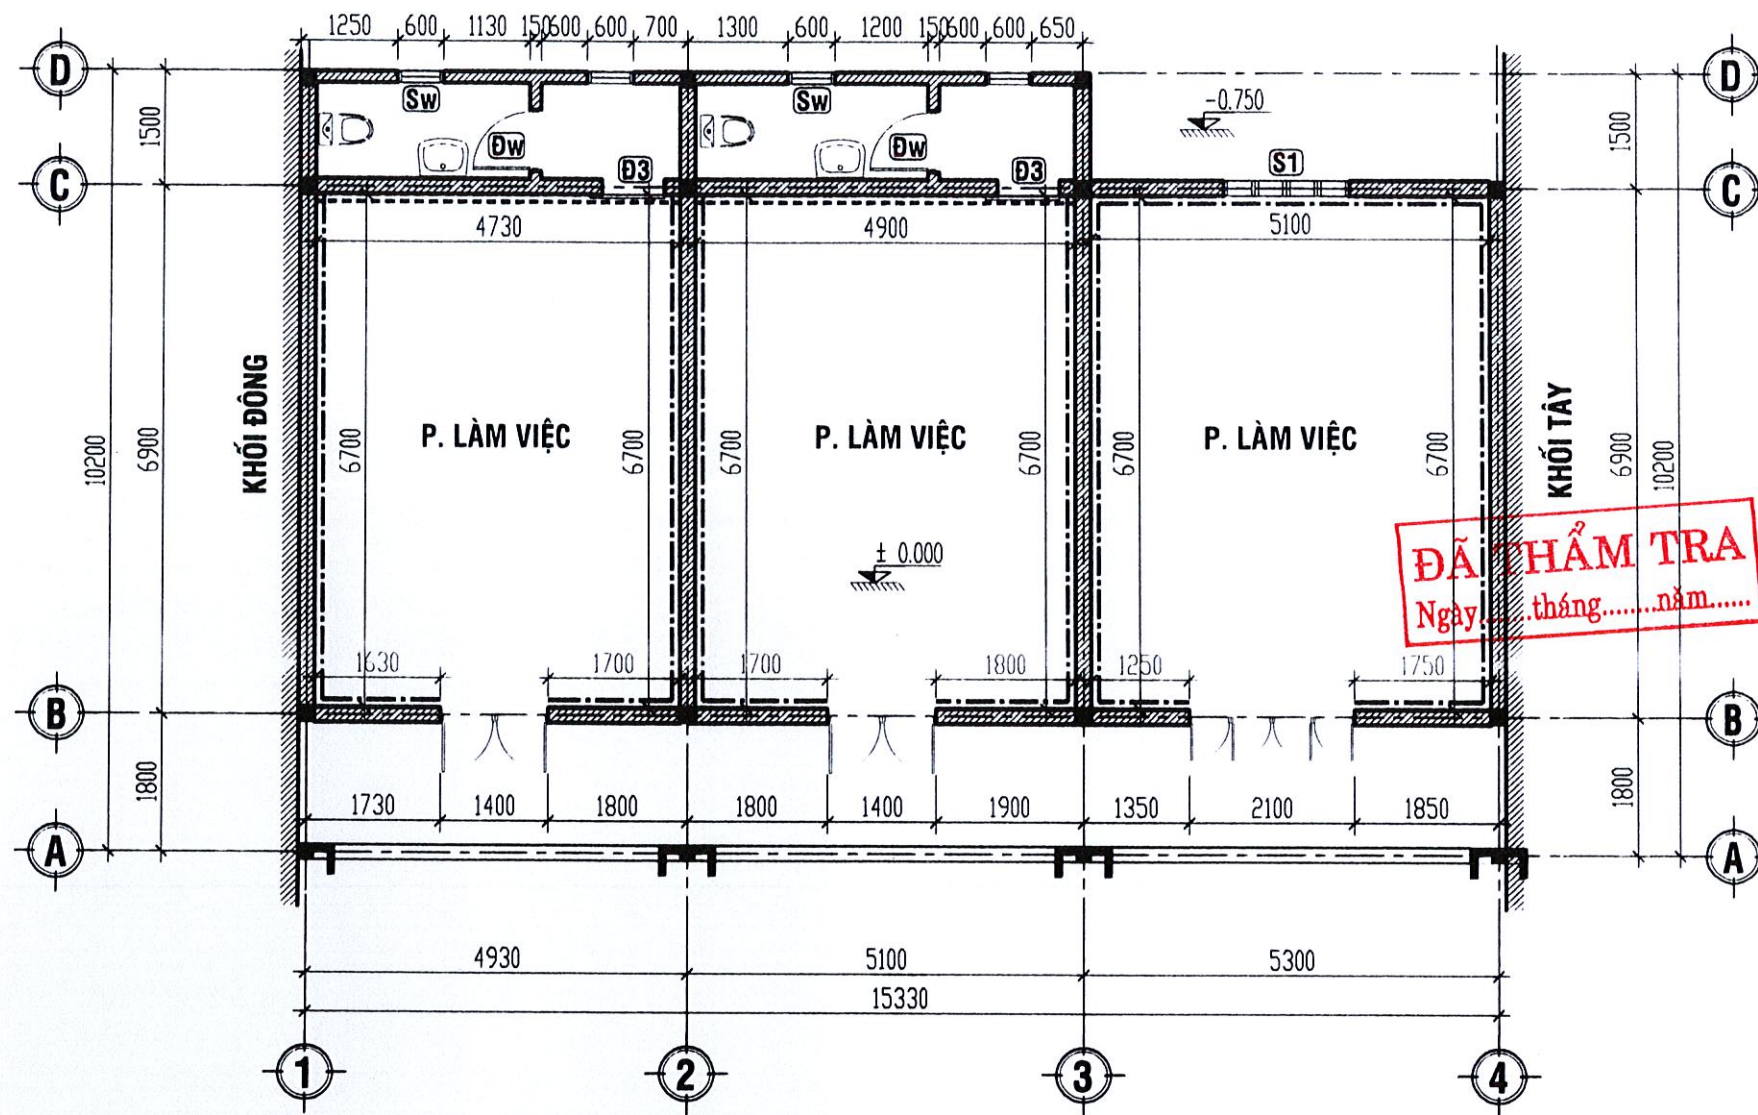 1250 600 1130 150 600 600 700 1300 600 1200 150 600 600 650
D D
Sw Sw
-0.750
1500 1500
Đw Đw
Đ3 Đ3 S1
C C
4730 4900 5100
KHỐI ĐÔNG
KHỐI TÂY
10200 6900 6700 6700 6700 6700 6700 6700 6900 10200
P. LÀM VIỆC P. LÀM VIỆC P. LÀM VIỆC
± 0.000
ĐÃ THẨM TRA
Ngày.......tháng........năm......
1630 1700 1700 1800 1250 1750
B B
1800 1800
1730 1400 1800 1800 1400 1900 1350 2100 1850
A A
4930 5100 5300
15330
1 2 3 4